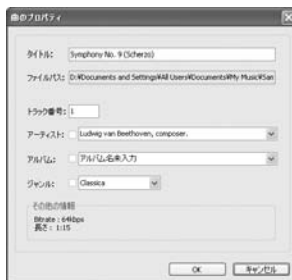 曲のプロパティ
タイトル: Symphony No. 9 (Scherzo)
ファイルパス: D:¥Documents and Settings¥All Users¥Documents¥My Music¥San
トラック番号: 1
アーティスト: Ludwig van Beethoven, composer.
アルバム: アルバム名未入力
ジャンル: Classica
その他の情報
Bitrate : 64kbps
長さ : 1:15
OK キャンセル